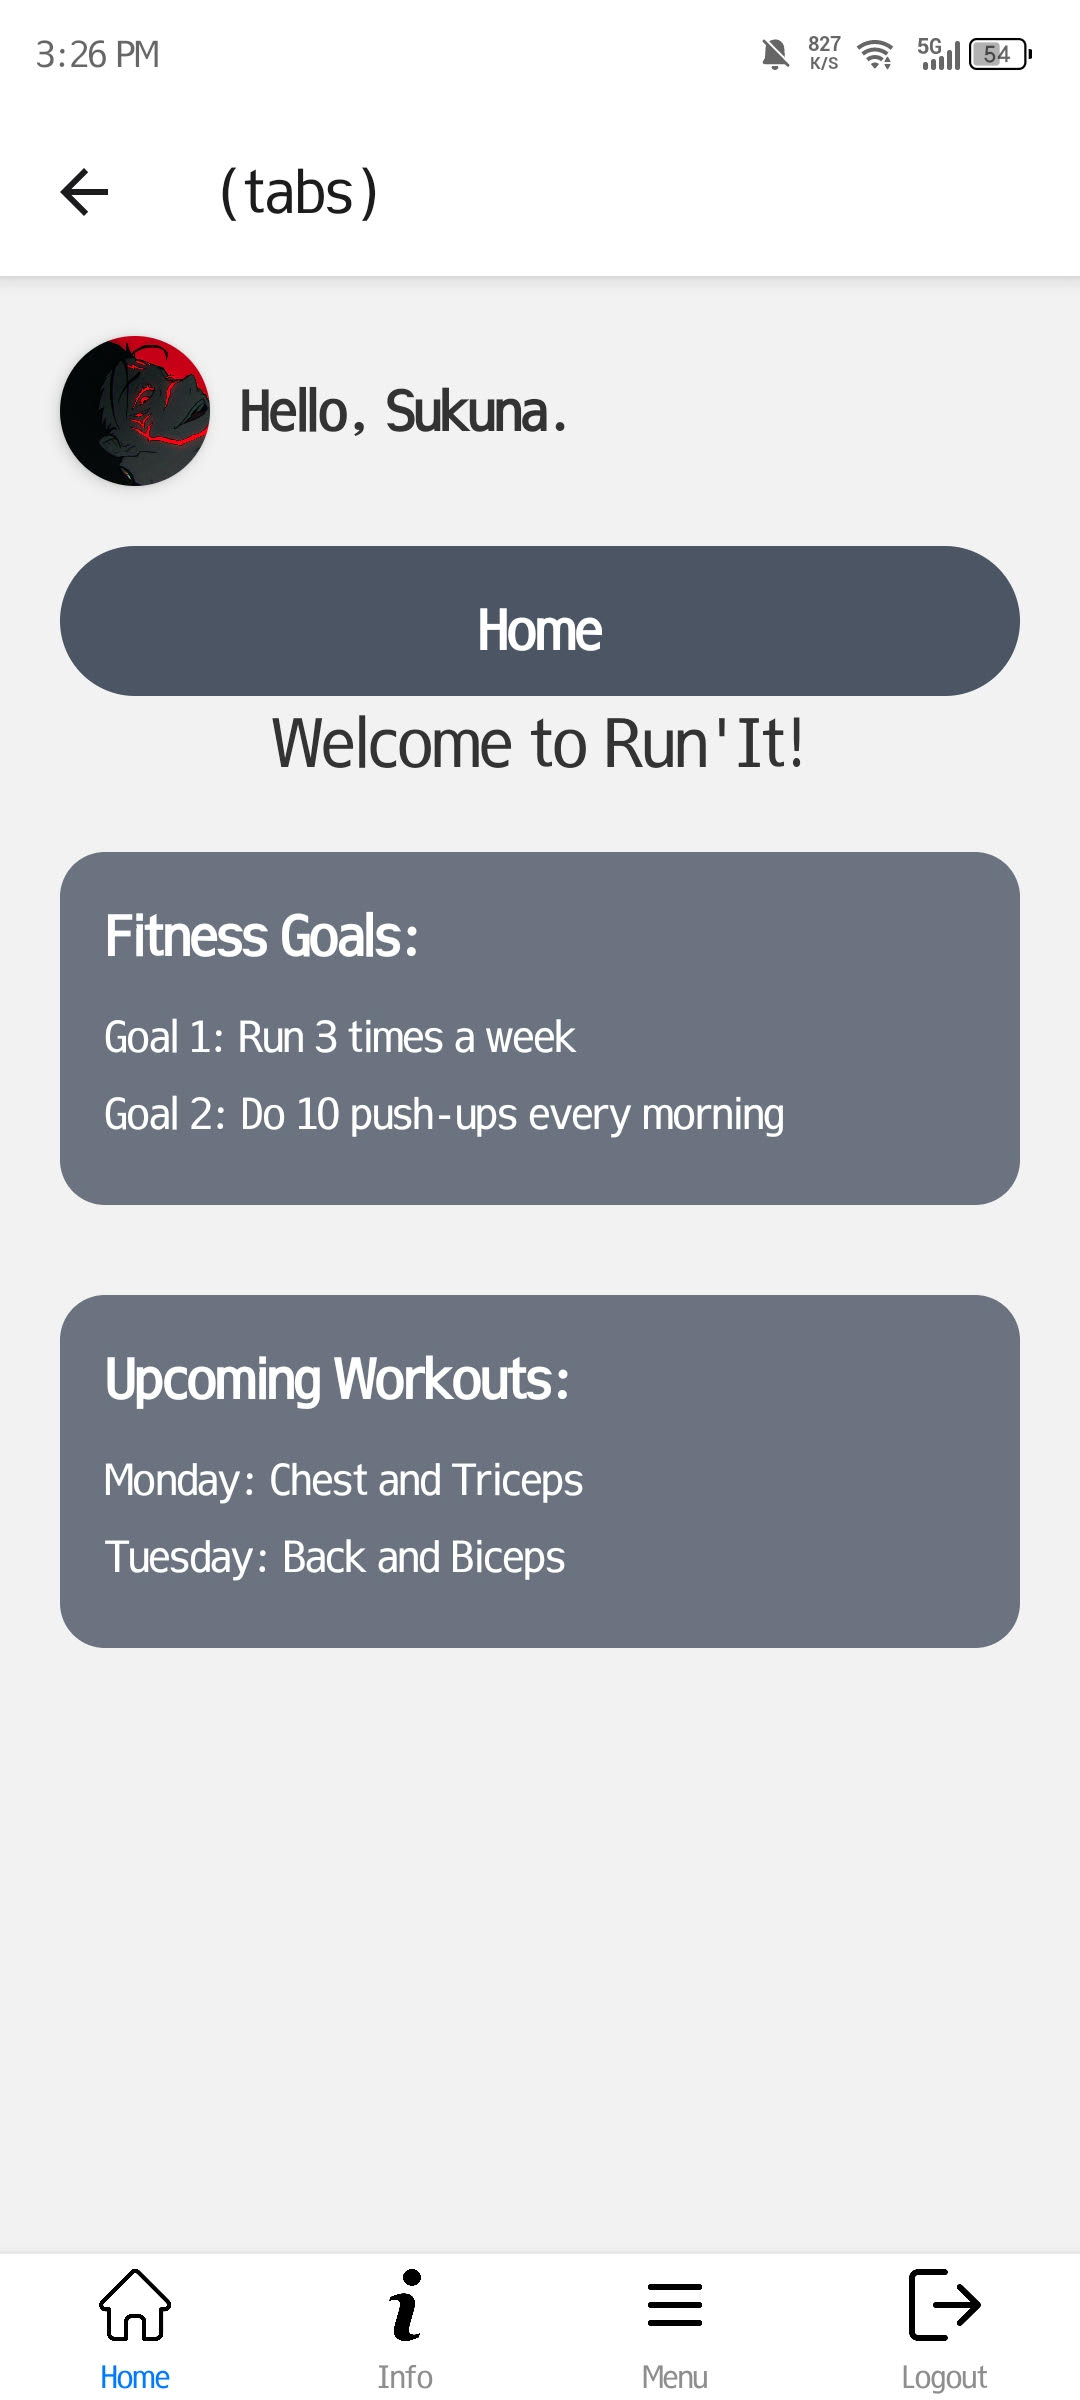 3:26 PM
827
K/S
5G
54
(tabs)
Hello, Sukuna.
Home
Welcome to Run'It!
Fitness Goals:
Goal 1: Run 3 times a week
Goal 2: Do 10 push-ups every morning
Upcoming Workouts:
Monday: Chest and Triceps
Tuesday: Back and Biceps
Home
Info
Menu
Logout